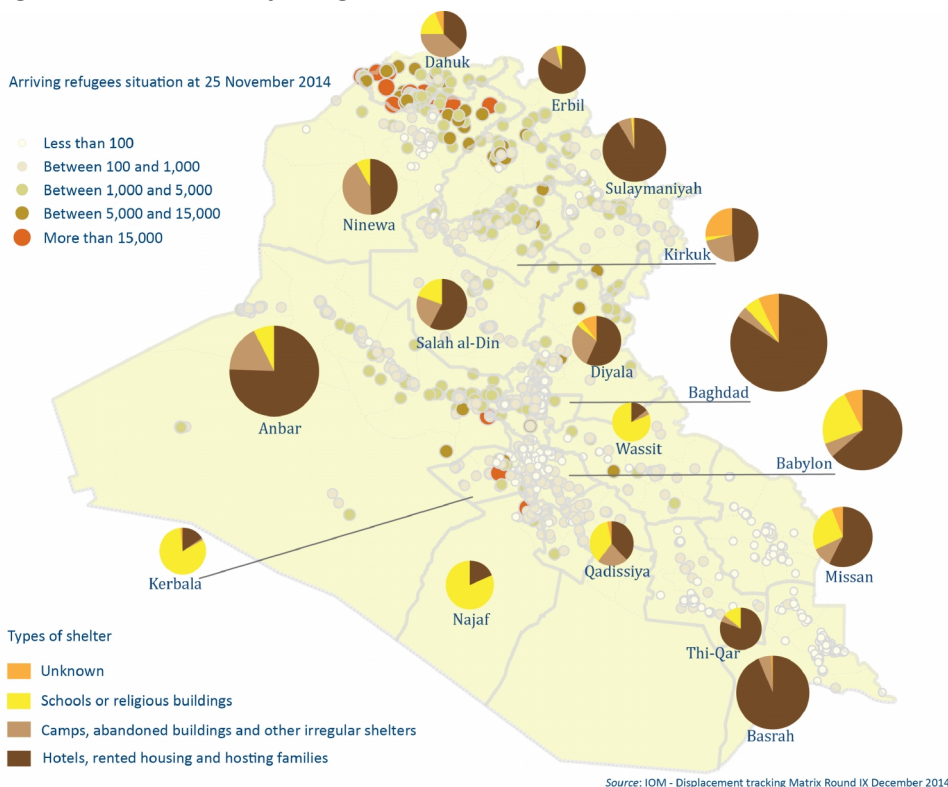 Arriving refugees situation at 25 November 2014
Less than 100
Between 100 and 1,000
Between 1,000 and 5,000
Between 5,000 and 15,000
More than 15,000
Dahuk
Erbil
Sulaymaniyah
Ninewa
Kirkuk
Salah al-Din
Diyala
Baghdad
Anbar
Wassit
Babylon
Kerbala
Najaf
Qadissiya
Missan
Thi-Qar
Basrah
Types of shelter
Unknown
Schools or religious buildings
Camps, abandoned buildings and other irregular shelters
Hotels, rented housing and hosting families
Source: IOM - Displacement tracking Matrix Round IX December 2014